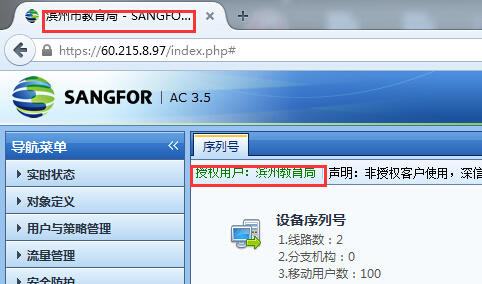 滨州市教育局 - SANGFO...
https://60.215.8.97/index.php#
SANGFOR | AC 3.5
导航菜单 «
序列号
授权用户：滨州教育局 声明：非授权客户使用，深信
实时状态
对象定义
用户与策略管理
流量管理
安全防护
设备序列号
1.线路数：2
2.分支机构：0
3.移动用户数：100